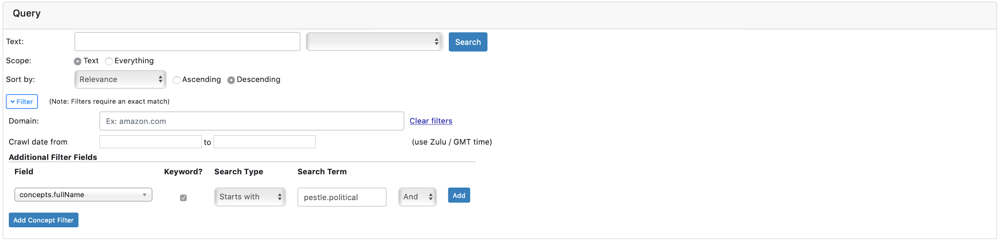 Query
Text: Search
Scope: Text Everything
Sort by: Relevance Ascending Descending
Filter (Note: Filters require an exact match)
Domain: Ex: amazon.com Clear filters
Crawl date from to (use Zulu / GMT time)
Additional Filter Fields
Field Keyword? Search Type Search Term
concepts.fullName Starts with pestle.political And Add
Add Concept Filter